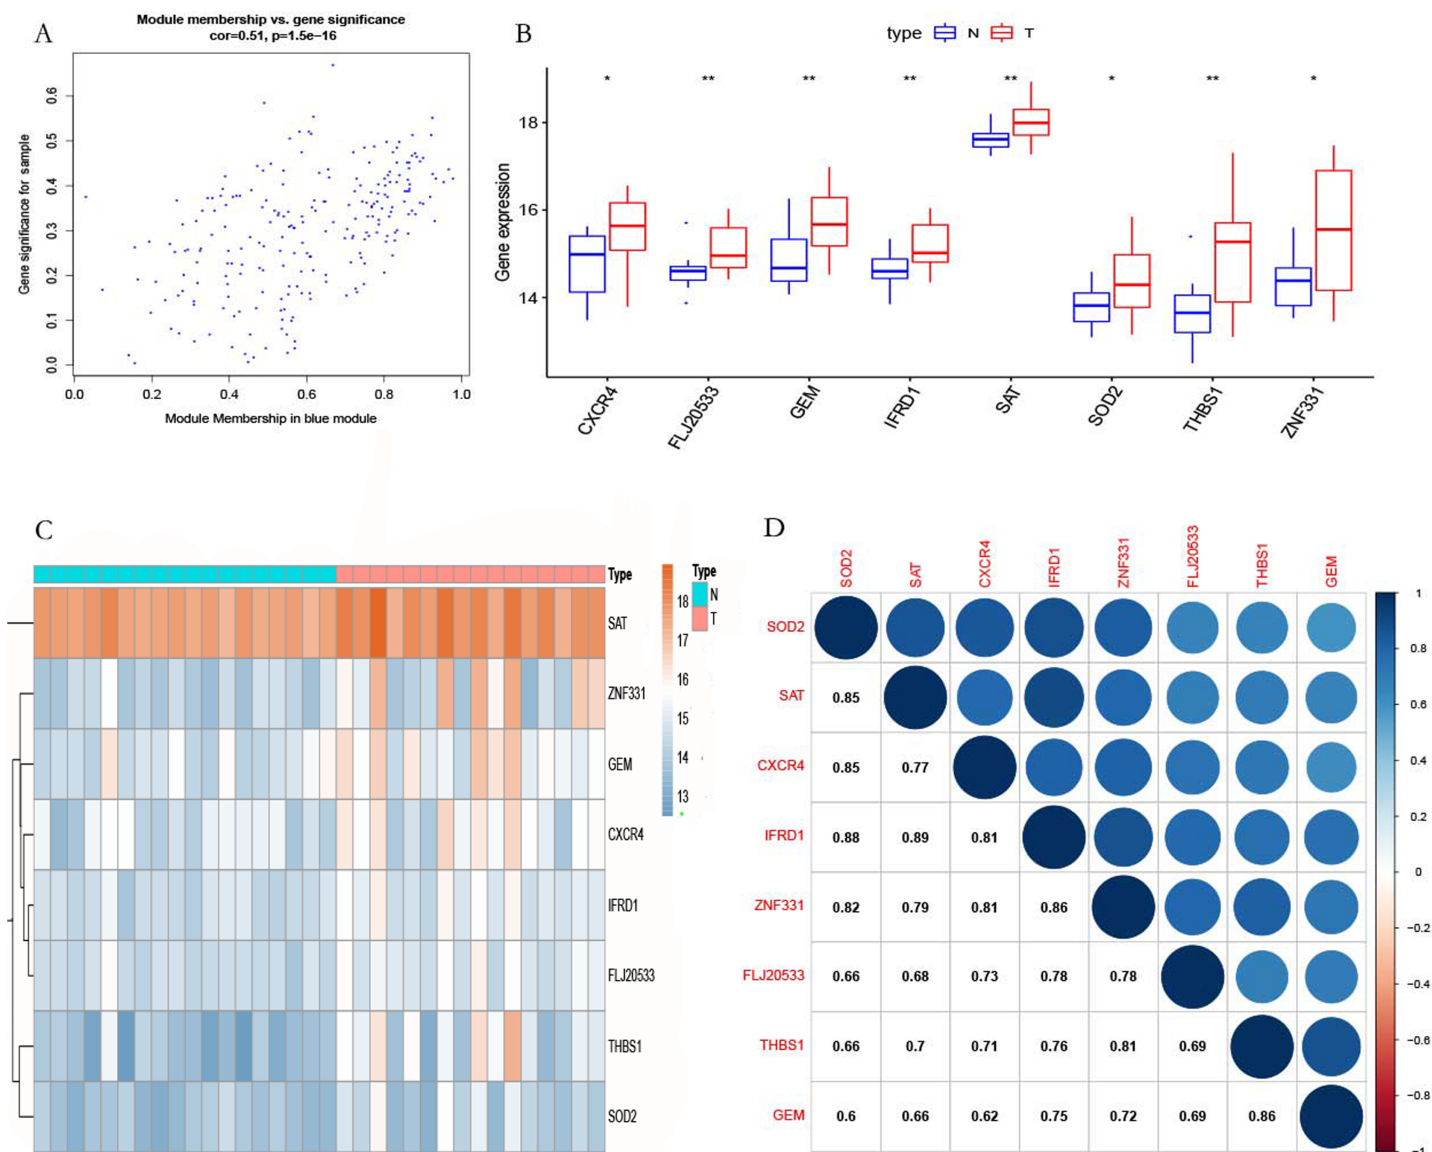 A
Module membership vs. gene significance
cor=0.51, p=1.5e−16
Gene significance for sample
0.6
0.5
0.4
0.3
0.2
0.1
0.0
0.0 0.2 0.4 0.6 0.8 1.0
Module Membership in blue module
B
type N T
* ** ** ** ** * ** *
Gene expression
18
16
14
CXCR4 FLJ20533 GEM IFRD1 SAT SOD2 THBS1 ZNF331
C
Type
SAT
ZNF331
GEM
CXCR4
IFRD1
FLJ20533
THBS1
SOD2
18
17
16
15
14
13
Type
N
T
D
SOD2 SAT CXCR4 IFRD1 ZNF331 FLJ20533 THBS1 GEM
SOD2
SAT 0.85
CXCR4 0.85 0.77
IFRD1 0.88 0.89 0.81
ZNF331 0.82 0.79 0.81 0.86
FLJ20533 0.66 0.68 0.73 0.78 0.78
THBS1 0.66 0.7 0.71 0.76 0.81 0.69
GEM 0.6 0.66 0.62 0.75 0.72 0.69 0.86
1
0.8
0.6
0.4
0.2
0
−0.2
−0.4
−0.6
−0.8
−1